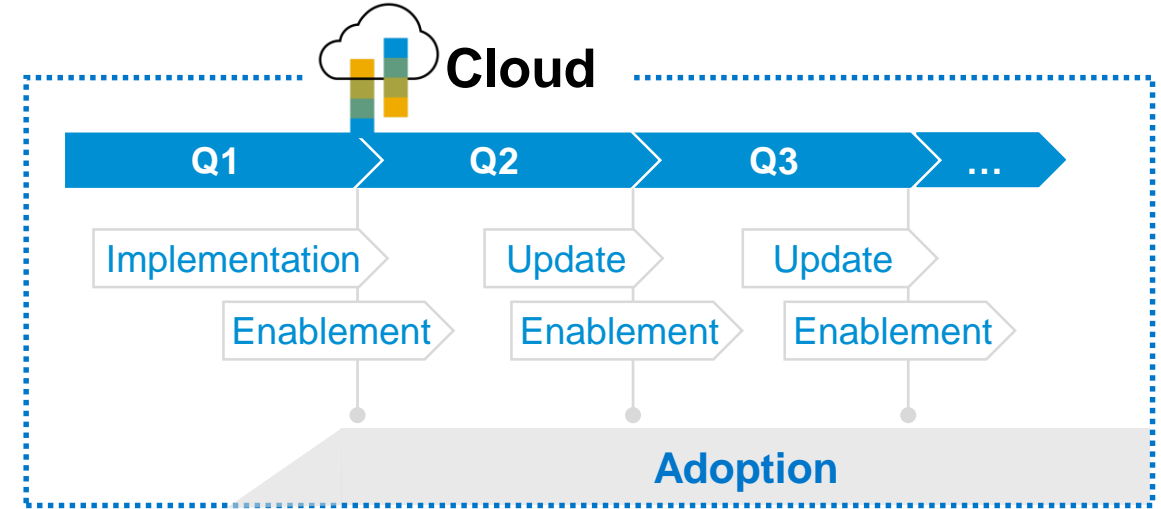 Cloud
Q1 Q2 Q3 …
Implementation Update Update
Enablement Enablement Enablement
Adoption